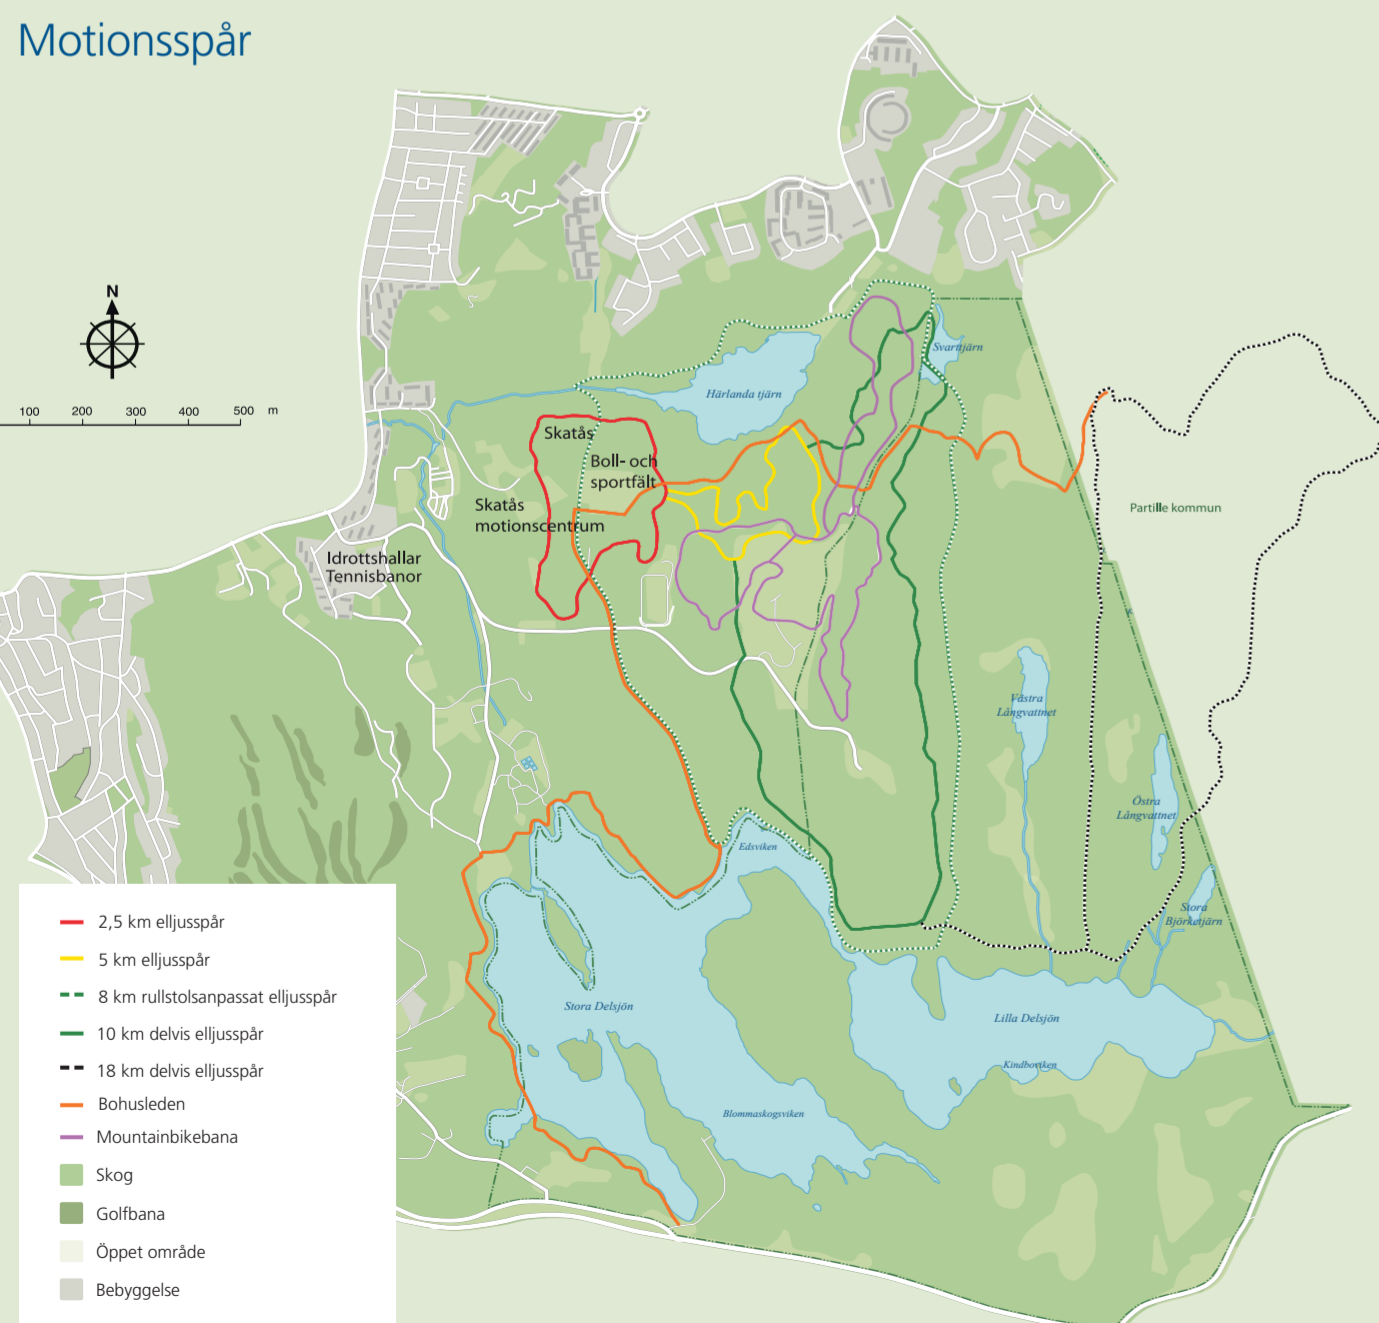 Motionsspår
N
100 200 300 400 500 m
Svarttjärn
Härlanda tjärn
Skatås
Boll- och
sportfält
Skatås
motionscentrum
Partille kommun
Idrottshallar
Tennisbanor
Västra
Långvattnet
Östra
Långvattnet
Edsviken
Stora
Björketjärn
Stora Delsjön
Lilla Delsjön
Kindboviken
Blommaskogsviken
2,5 km elljusspår
5 km elljusspår
8 km rullstolsanpassat elljusspår
10 km delvis elljusspår
18 km delvis elljusspår
Bohusleden
Mountainbikebana
Skog
Golfbana
Öppet område
Bebyggelse